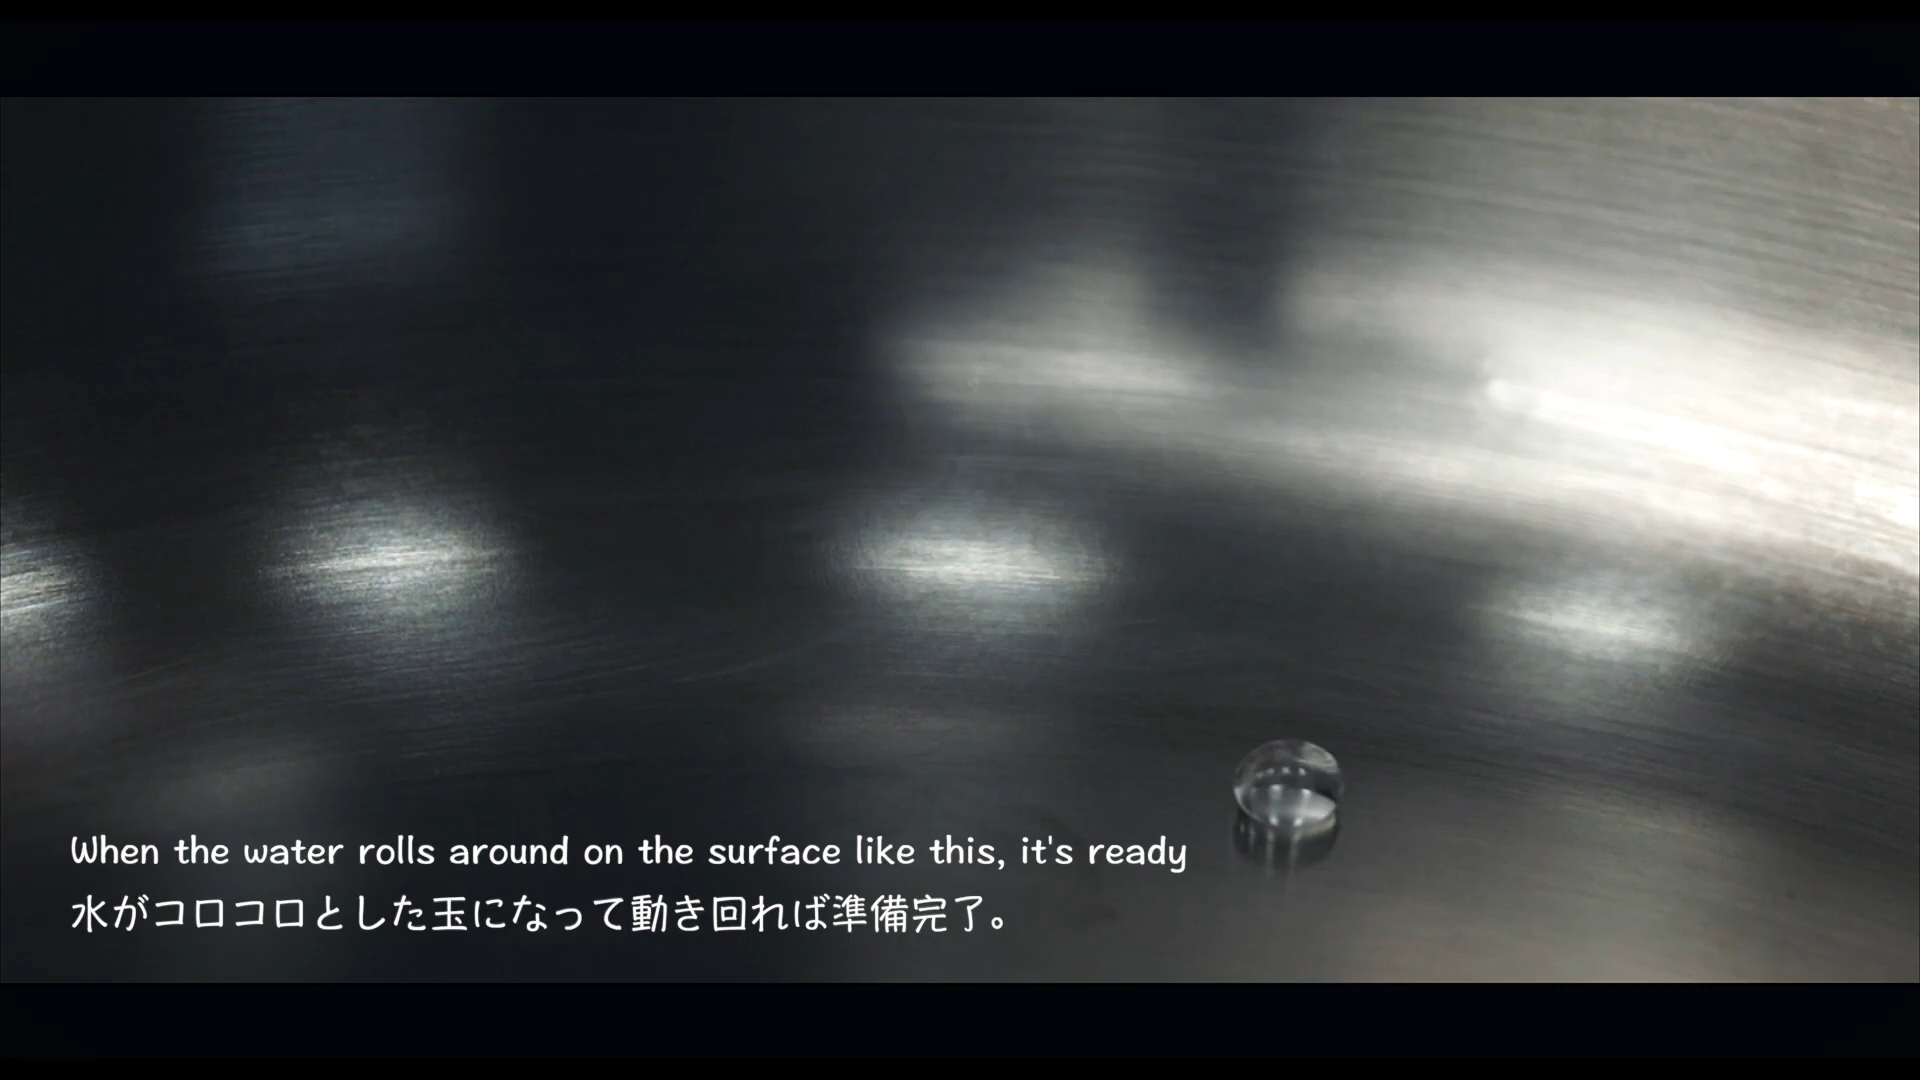 When the water rolls around on the surface like this, it's ready
水がコロコロとした玉になって動き回れば準備完了。